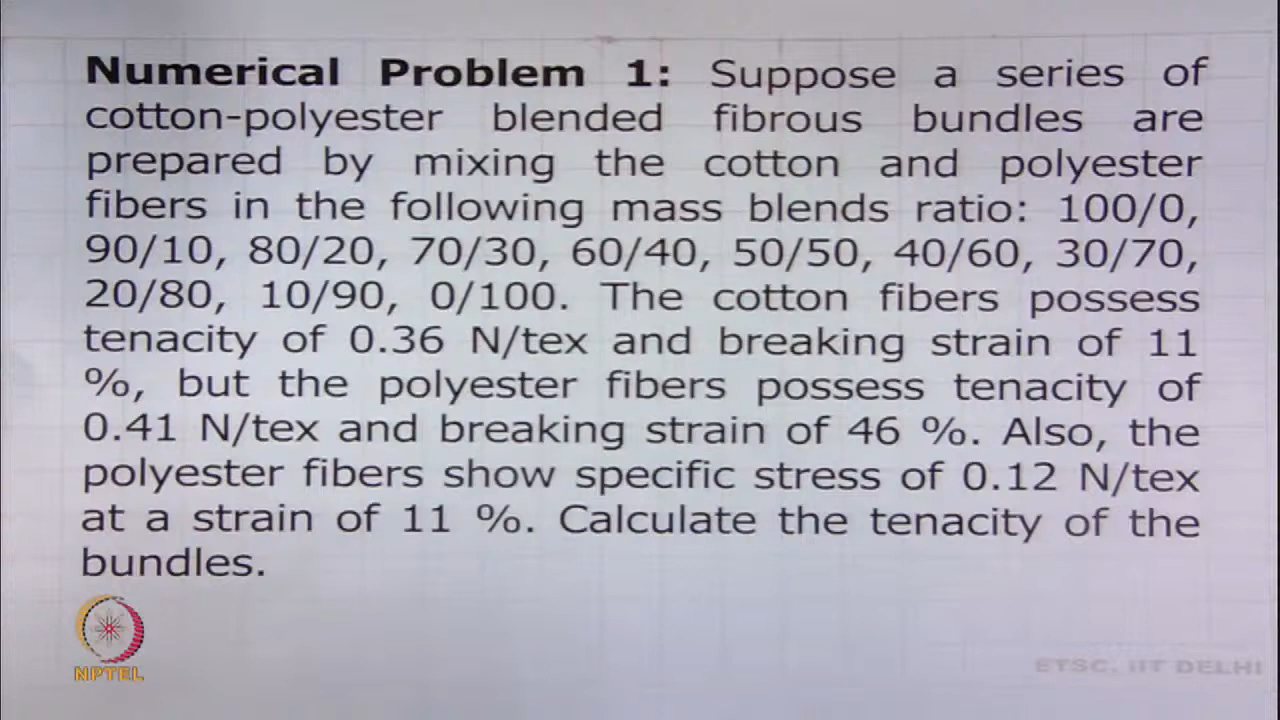 Numerical Problem 1: Suppose a series of
cotton-polyester blended fibrous bundles are
prepared by mixing the cotton and polyester
fibers in the following mass blends ratio: 100/0,
90/10, 80/20, 70/30, 60/40, 50/50, 40/60, 30/70,
20/80, 10/90, 0/100. The cotton fibers possess
tenacity of 0.36 N/tex and breaking strain of 11
%, but the polyester fibers possess tenacity of
0.41 N/tex and breaking strain of 46 %. Also, the
polyester fibers show specific stress of 0.12 N/tex
at a strain of 11 %. Calculate the tenacity of the
bundles.
NPTEL
ETSC, IIT DELHI